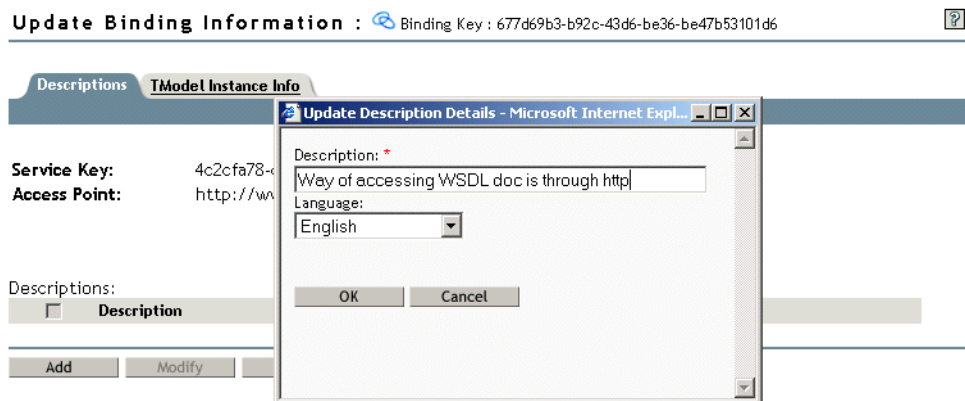 Update Binding Information : Binding Key : 677d69b3-b92c-43d6-be36-be47b53101d6 ?
Descriptions TModel Instance Info
Update Description Details - Microsoft Internet Expl...
Description: *
Way of accessing WSDL doc is through http
Language:
English
OK Cancel
Service Key: 4c2cfa78-
Access Point: http://w
Descriptions:
Description
Add Modify